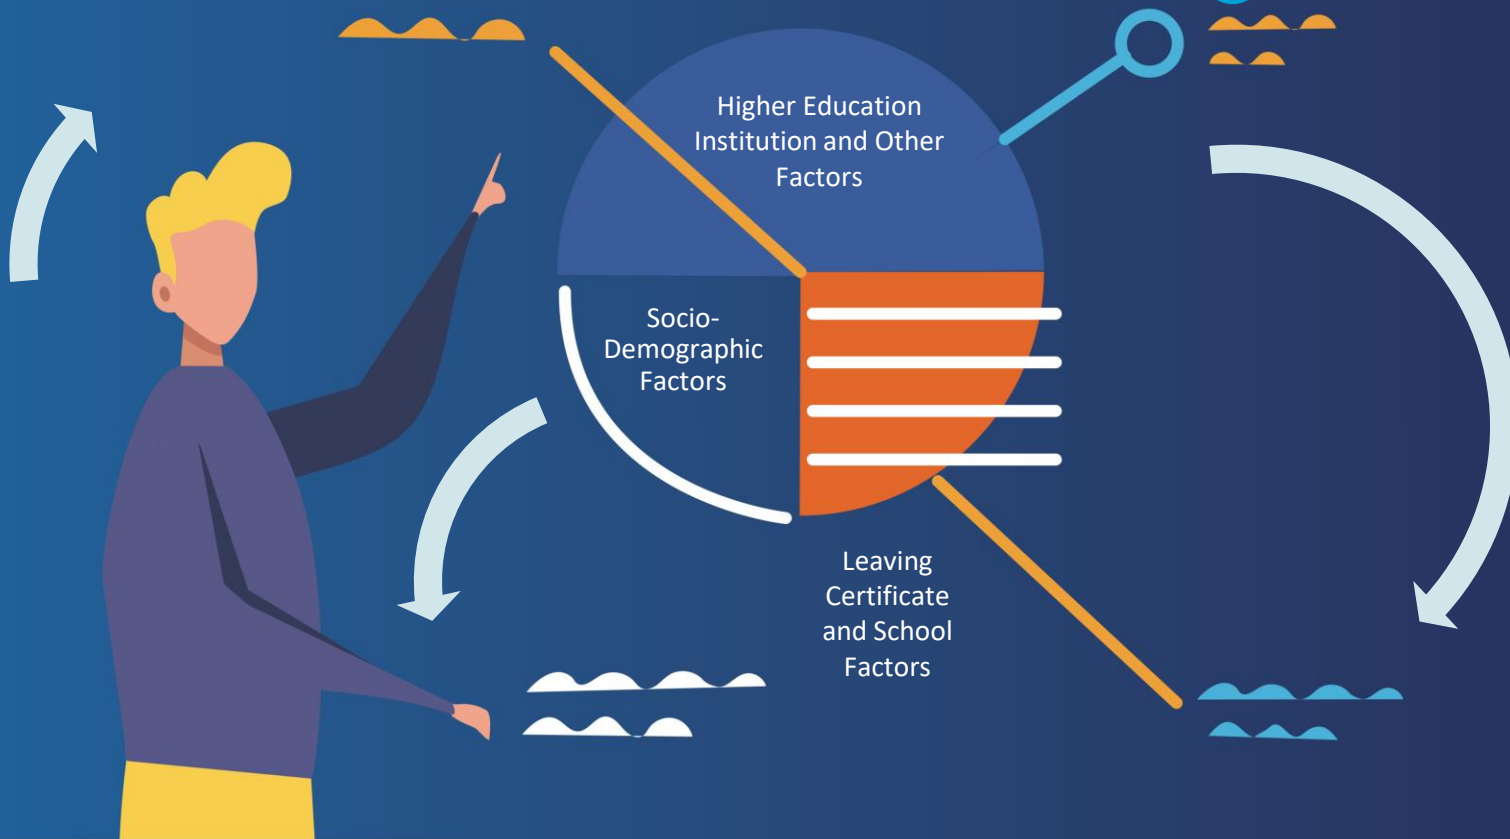 Higher Education
Institution and Other
Factors
Socio-
Demographic
Factors
Leaving
Certificate
and School
Factors